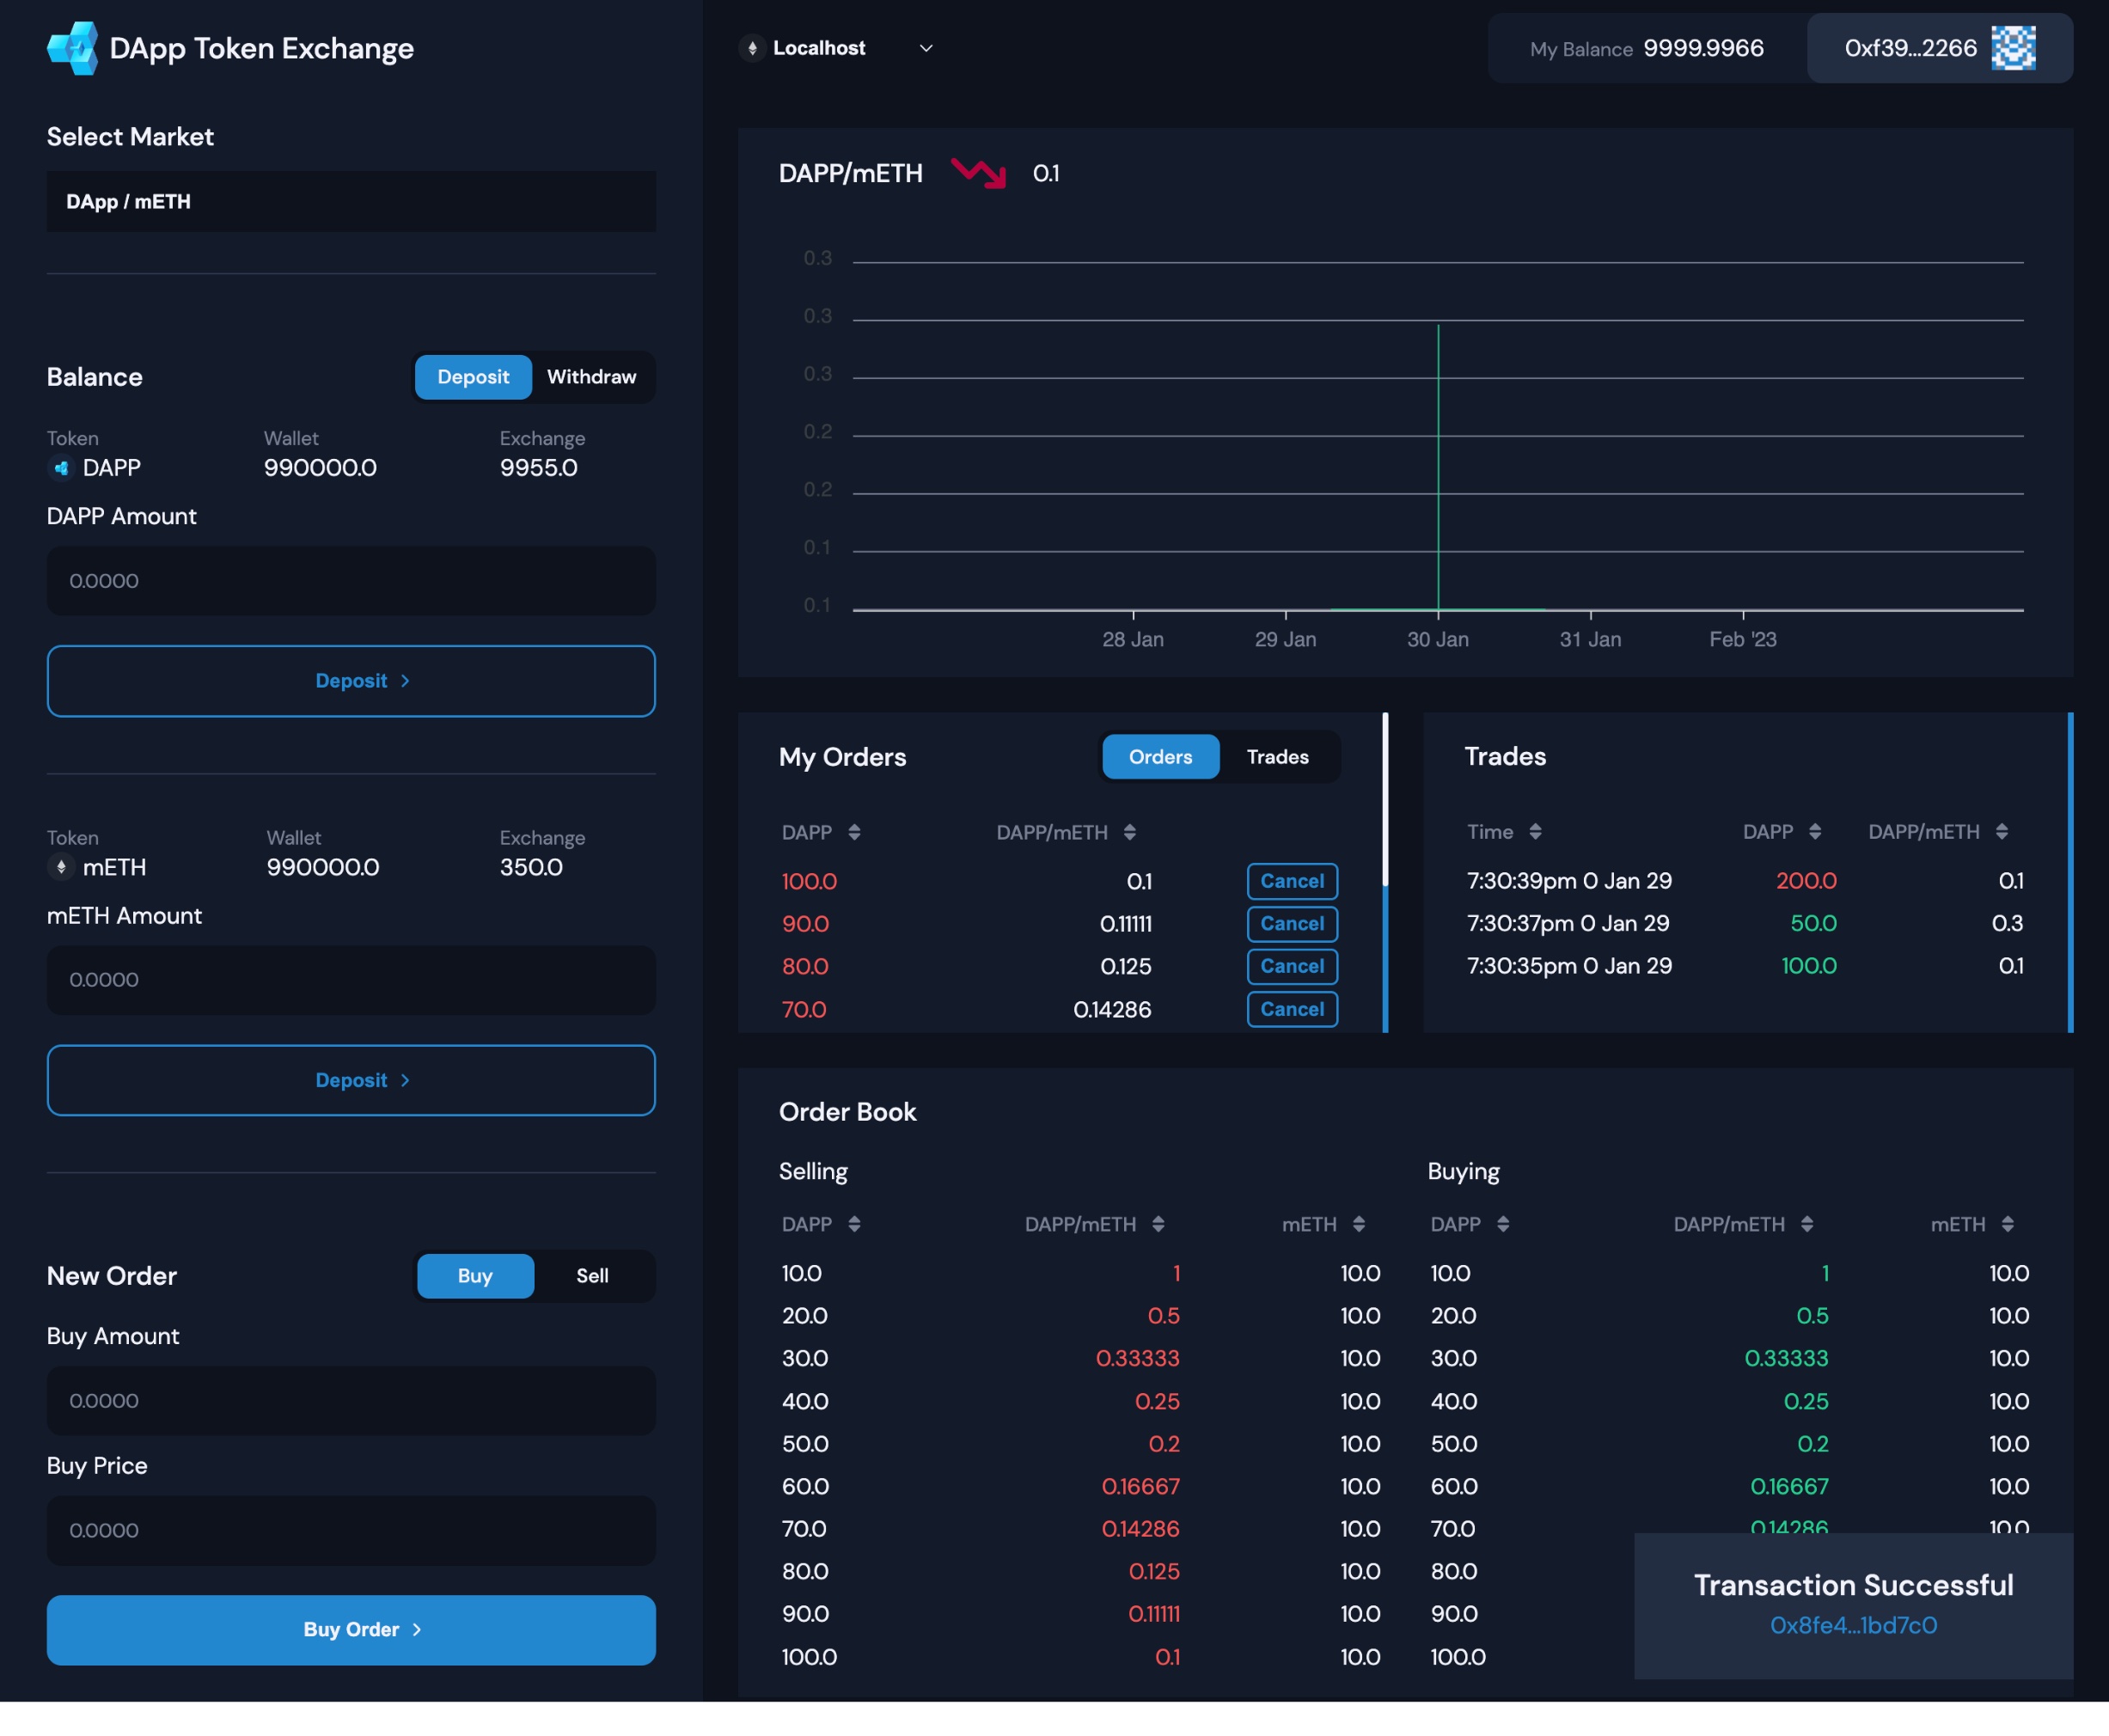 DApp Token Exchange
Localhost
My Balance 9999.9966
0xf39...2266
Select Market
DApp / mETH
Balance
Deposit Withdraw
Token Wallet Exchange
DAPP 990000.0 9955.0
DAPP Amount
0.0000
Deposit
Token Wallet Exchange
mETH 990000.0 350.0
mETH Amount
0.0000
Deposit
New Order
Buy Sell
Buy Amount
0.0000
Buy Price
0.0000
Buy Order
DAPP/mETH 0.1
0.3
0.3
0.3
0.2
0.2
0.1
0.1
28 Jan 29 Jan 30 Jan 31 Jan Feb '23
My Orders
Orders Trades
DAPP DAPP/mETH
100.0 0.1 Cancel
90.0 0.11111 Cancel
80.0 0.125 Cancel
70.0 0.14286 Cancel
Trades
Time DAPP DAPP/mETH
7:30:39pm 0 Jan 29 200.0 0.1
7:30:37pm 0 Jan 29 50.0 0.3
7:30:35pm 0 Jan 29 100.0 0.1
Order Book
Selling
DAPP DAPP/mETH mETH
10.0 1 10.0
20.0 0.5 10.0
30.0 0.33333 10.0
40.0 0.25 10.0
50.0 0.2 10.0
60.0 0.16667 10.0
70.0 0.14286 10.0
80.0 0.125 10.0
90.0 0.11111 10.0
100.0 0.1 10.0
Buying
DAPP DAPP/mETH mETH
10.0 1 10.0
20.0 0.5 10.0
30.0 0.33333 10.0
40.0 0.25 10.0
50.0 0.2 10.0
60.0 0.16667 10.0
70.0 0.14286 10.0
80.0
90.0
100.0
Transaction Successful
0x8fe4...1bd7c0